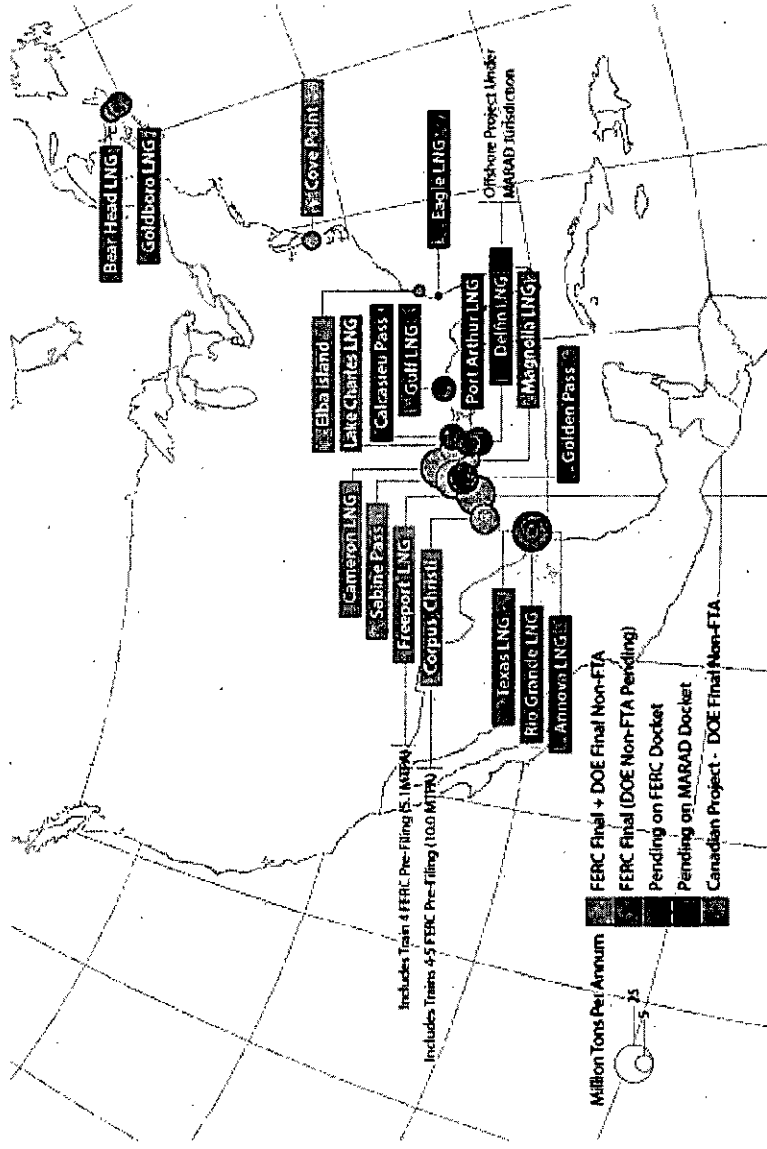 Bear Head LNG
Goldboro LNG
Cove Point
Elba Island
Lake Charles LNG
Calcasieu Pass
Gulf LNG
Eagle LNG
Port Arthur LNG
Delfin LNG
Magnolia LNG
Offshore Project Under
MARAD Jurisdiction
Golden Pass
Cameron LNG
Sabine Pass
Freeport LNG
Corpus Christi
Texas LNG
Rio Grande LNG
Annova LNG
Includes Train 4 FERC Pre-Filing (5.1 MTPA)
Includes Trains 4-5 FERC Pre-Filing (10.0 MTPA)
Million Tons Per Annum
25
5
FERC Final + DOE Final Non-FTA
FERC Final (DOE Non-FTA Pending)
Pending on FERC Docket
Pending on MARAD Docket
Canadian Project - DOE Final Non-FTA